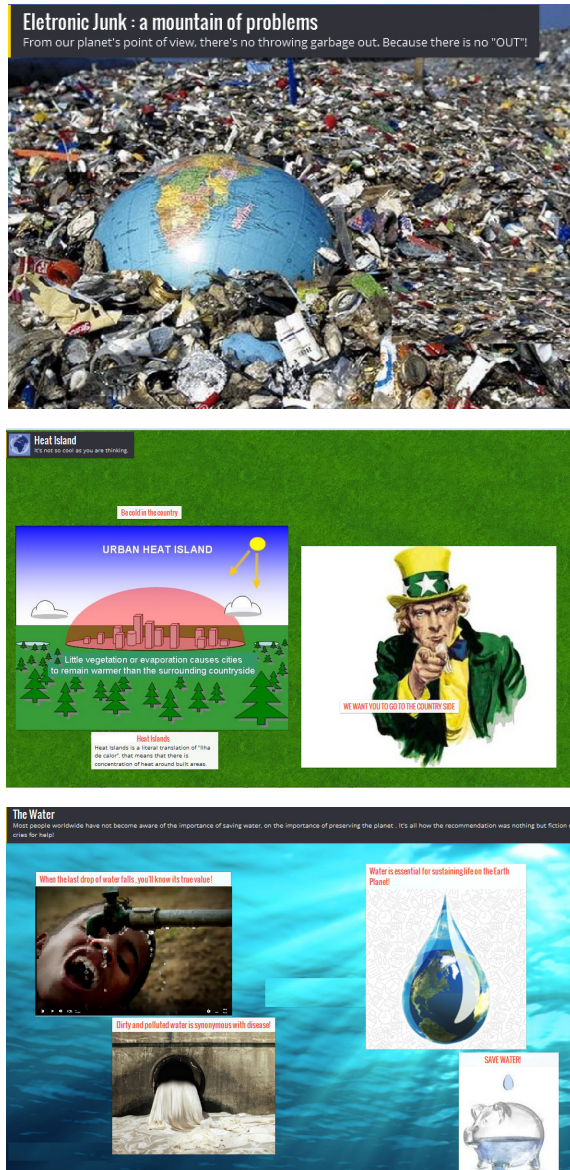 Eletronic Junk : a mountain of problems
From our planet's point of view, there's no throwing garbage out. Because there is no "OUT"!
Heat Island
It's not so cool as you are thinking.
Be cold in the country
URBAN HEAT ISLAND
Little vegetation or evaporation causes cities
to remain warmer than the surrounding countryside
Heat Islands
Heat Islands is a literal translation of "Ilha
de calor", that means that there is
concentration of heat around built areas.
WE WANT YOU TO GO TO THE COUNTRY SIDE
The Water
Most people worldwide have not become aware of the importance of saving water, on the importance of preserving the planet . It's all how the recommendation was nothing but fiction
cries for help!
When the last drop of water falls , you'll know its true value !
Water is essential for sustaining life on the Earth
Planet!
Dirty and polluted water is synonymous with disease!
SAVE WATER!